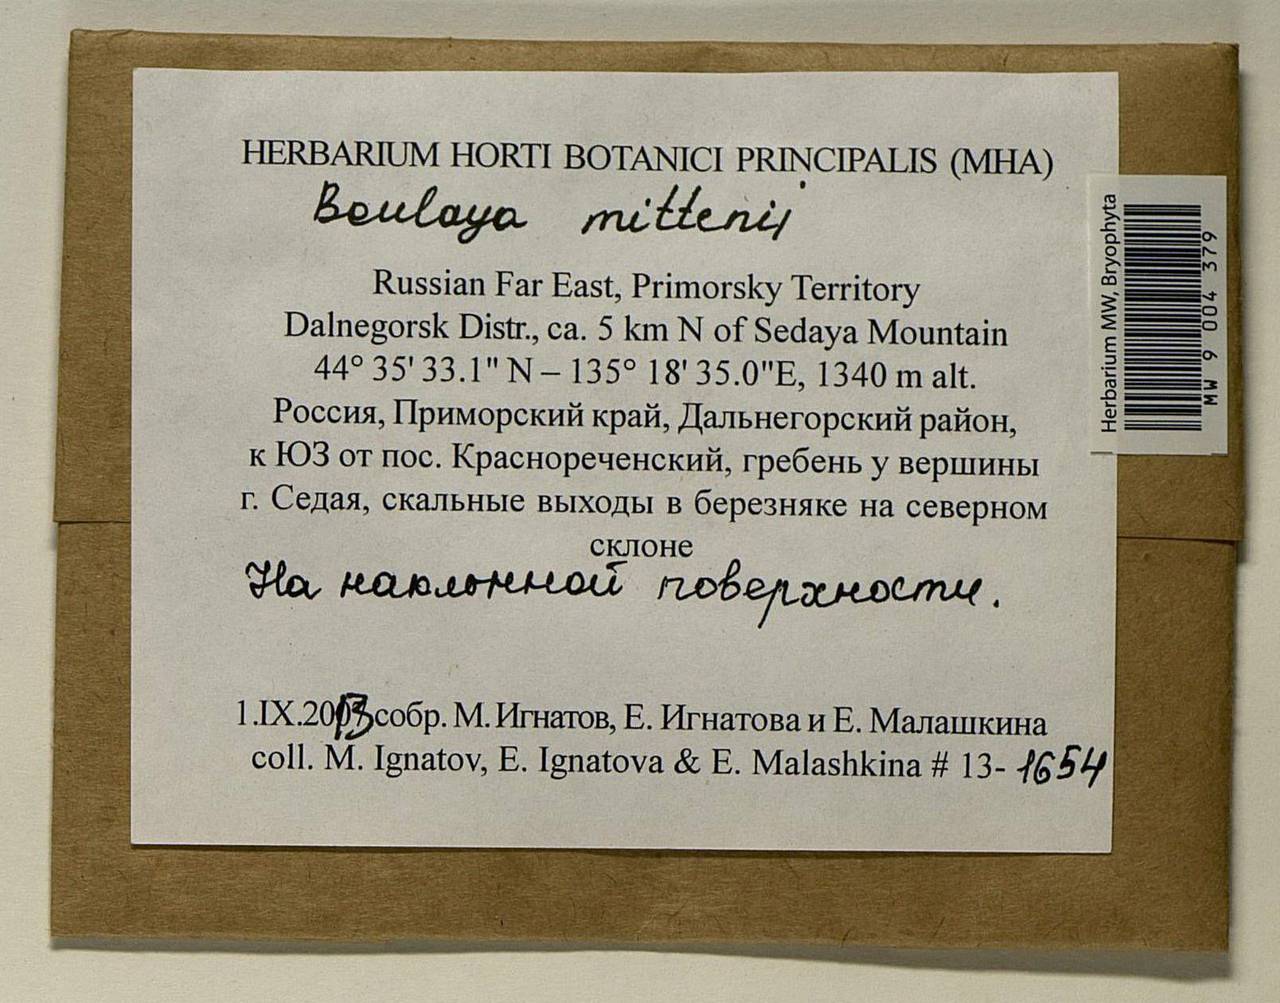 HERBARIUM HORTI BOTANICI PRINCIPALIS (MHA)
Boulaya mittenii
Russian Far East, Primorsky Territory
Dalnegorsk Distr., ca. 5 km N of Sedaya Mountain
44° 35' 33.1" N – 135° 18' 35.0"E, 1340 m alt.
Россия, Приморский край, Дальнегорский район,
к ЮЗ от пос. Краснореченский, гребень у вершины
г. Седая, скальные выходы в березняке на северном
склоне
На наклонной поверхности.
1.IX.2013 собр. М. Игнатов, Е. Игнатова и Е. Малашкина
coll. M. Ignatov, E. Ignatova & E. Malashkina # 13- 1654
Herbarium MW, Bryophyta
MW 9 004 379